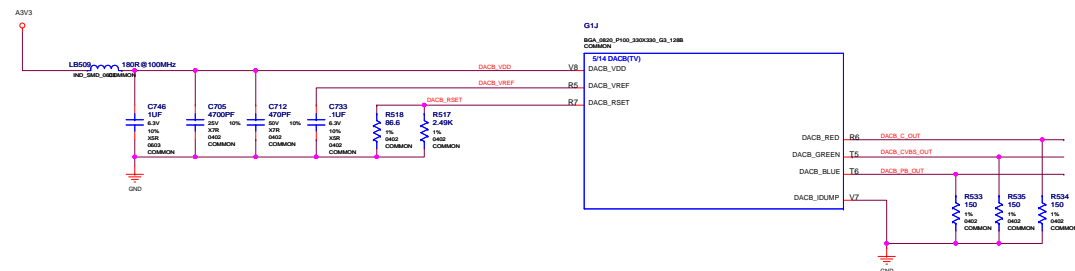 A3V3
G1J
BGA_0820_P100_330X330_G3_128B
COMMON
5/14 DACB(TV)
LB509
180R@100MHz
COMMON
DACB_VDD
V8
DACB_VDD
DACB_VREF
R5
DACB_VREF
DACB_RSET
R7
DACB_RSET
C746
1UF
6.3V
10%
X5R
0603
COMMON
C705
4700PF
25V
10%
X7R
0402
COMMON
C712
470PF
50V
10%
X7R
0402
COMMON
C733
.1UF
6.3V
10%
X5R
0402
COMMON
R518
86.6
1%
0402
COMMON
R517
2.49K
1%
0402
COMMON
GND
DACB_RED
R6
DACB_C_OUT
DACB_GREEN
T5
DACB_CVBS_OUT
DACB_BLUE
T6
DACB_PB_OUT
DACB_IDUMP
V7
R533
150
1%
0402
COMMON
R535
150
1%
0402
COMMON
R534
150
1%
0402
COMMON
GND